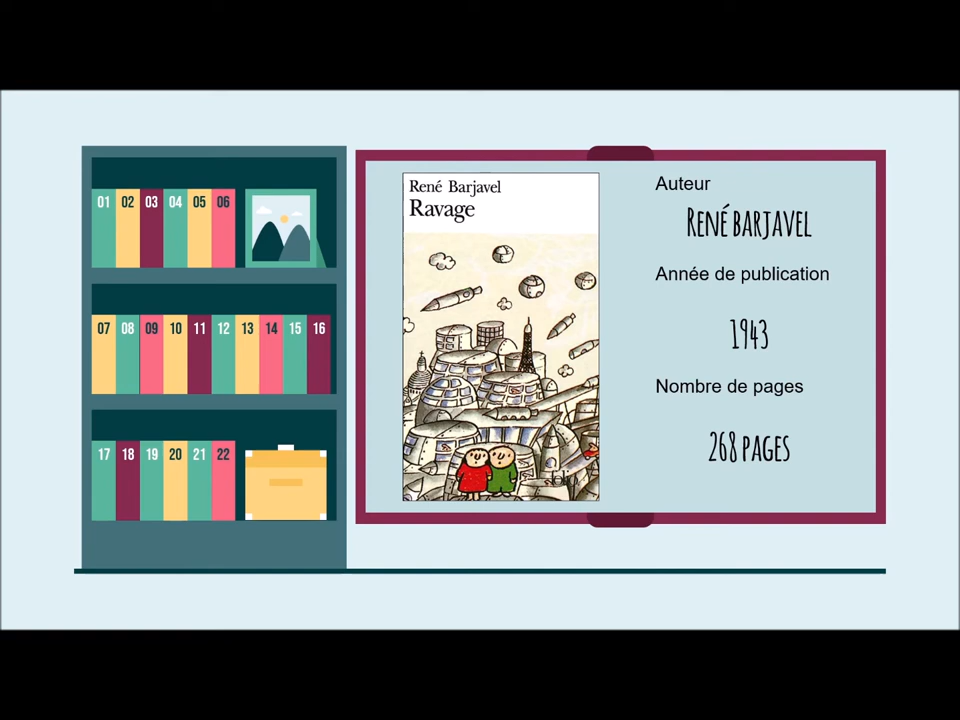 01 02 03 04 05 06
07 08 09 10 11 12 13 14 15 16
17 18 19 20 21 22
René Barjavel
Ravage
folio
Auteur
RENÉ BARJAVEL
Année de publication
1943
Nombre de pages
268 PAGES